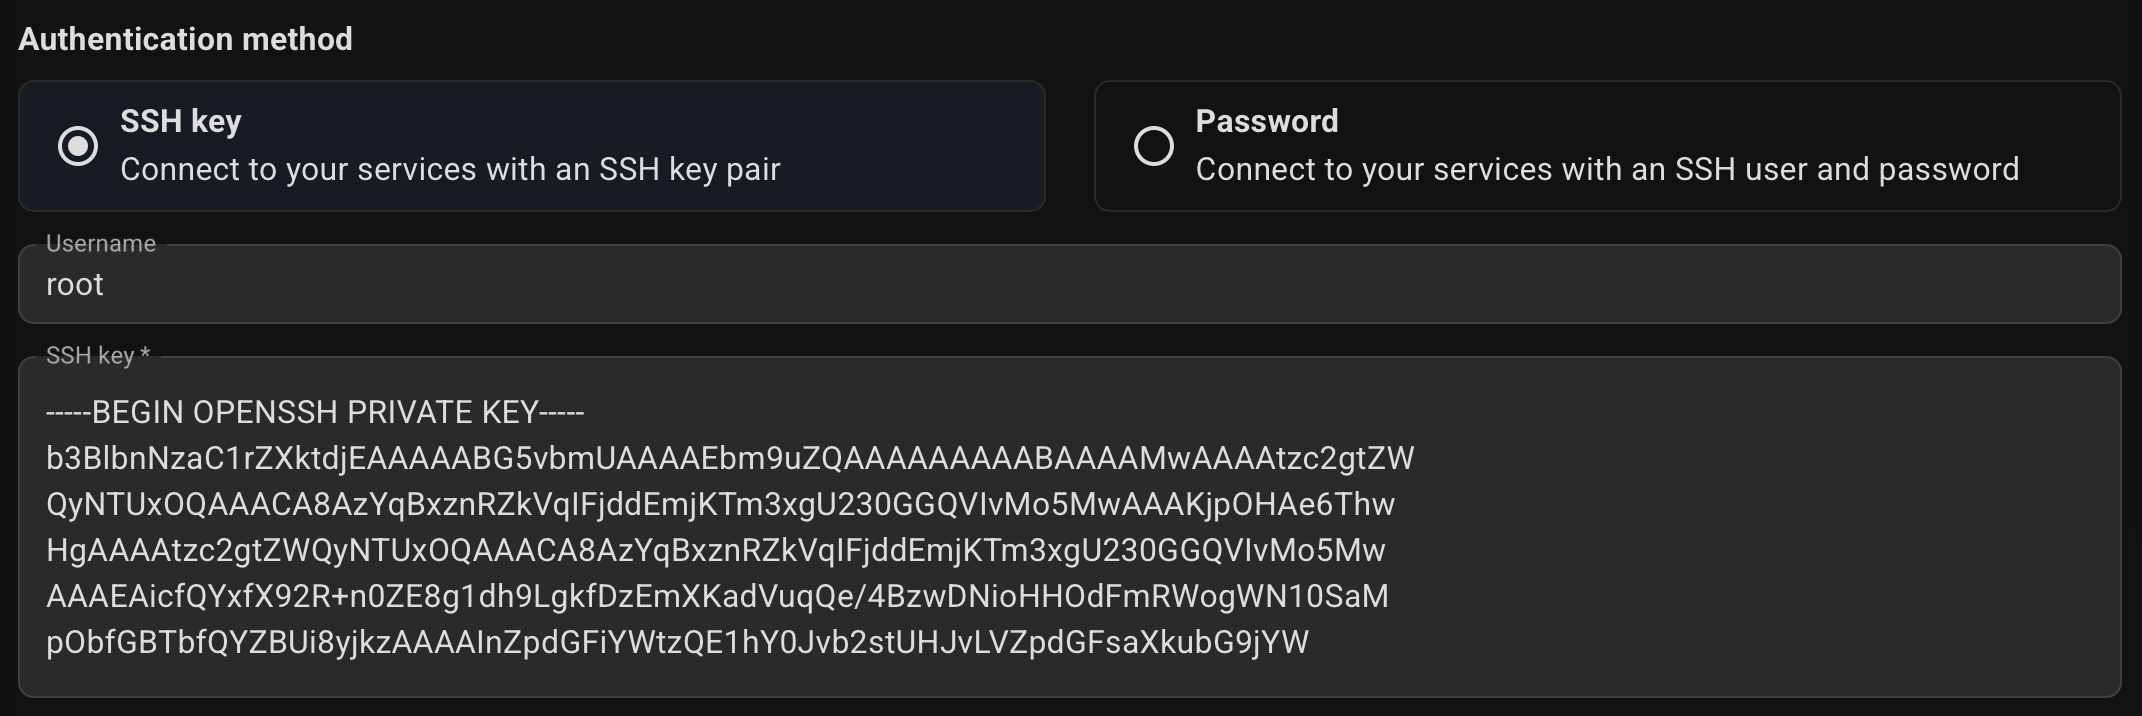 Authentication method
SSH key
Connect to your services with an SSH key pair
Password
Connect to your services with an SSH user and password
Username
root
SSH key *
-----BEGIN OPENSSH PRIVATE KEY-----
b3BlbnNzaC1rZXktdjEAAAAABG5vbmUAAAAEbm9uZQAAAAAAAAABAAAAMwAAAAtzc2gtZW
QyNTUxOQAAACA8AzYqBxznRZkVqIFjddEmjKTm3xgU230GGQVIvMo5MwAAAKjpOHAe6Thw
HgAAAAtzc2gtZWQyNTUxOQAAACA8AzYqBxznRZkVqIFjddEmjKTm3xgU230GGQVIvMo5Mw
AAAEAicfQYxfX92R+n0ZE8g1dh9LgkfDzEmXKadVuqQe/4BzwDNioHHOdFmRWogWN10SaM
pObfGBTbfQYZBUi8yjkzAAAAInZpdGFiYWtzQE1hY0Jvb2stUHJvLVZpdGFsaXkubG9jYW